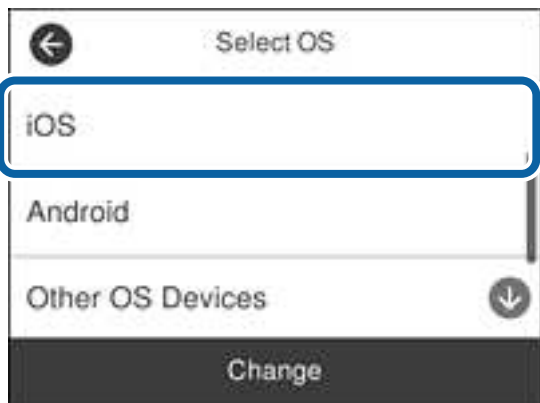 Select OS
iOS
Android
Other OS Devices
Change